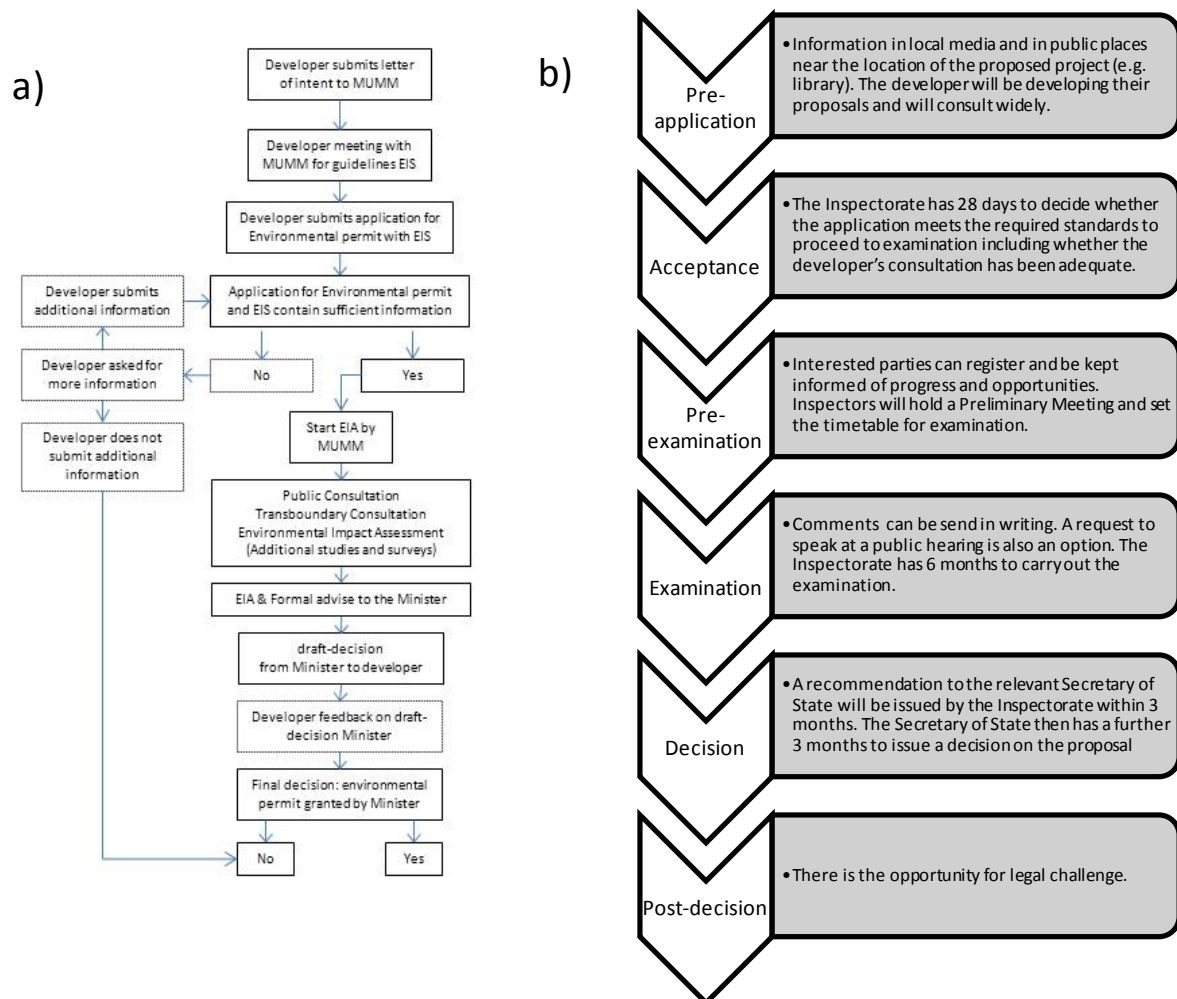 a)
Developer submits letter
of intent to MUMM
Developer meeting with
MUMM for guidelines EIS
Developer submits application for
Environmental permit with EIS
Developer submits
additional information
Application for Environmental permit
and EIS contain sufficient information
Developer asked for
more information
No
Yes
Developer does not
submit additional
information
Start EIA by
MUMM
Public Consultation
Transboundary Consultation
Environmental Impact Assessment
(Additional studies and surveys)
EIA & Formal advise to the Minister
draft-decision
from Minister to developer
Developer feedback on draft-
decision Minister
Final decision: environmental
permit granted by Minister
No
Yes
b)
Pre-
application
•Information in local media and in public places
near the location of the proposed project (e.g.
library). The developer will be developing their
proposals and will consult widely.
Acceptance
•The Inspectorate has 28 days to decide whether
the application meets the required standards to
proceed to examination including whether the
developer's consultation has been adequate.
Pre-
examination
•Interested parties can register and be kept
informed of progress and opportunities.
Inspectors will hold a Preliminary Meeting and set
the timetable for examination.
Examination
•Comments can be send in writing. A request to
speak at a public hearing is also an option. The
Inspectorate has 6 months to carry out the
examination.
Decision
•A recommendation to the relevant Secretary of
State will be issued by the Inspectorate within 3
months. The Secretary of State then has a further
3 months to issue a decision on the proposal
Post-decision
•There is the opportunity for legal challenge.